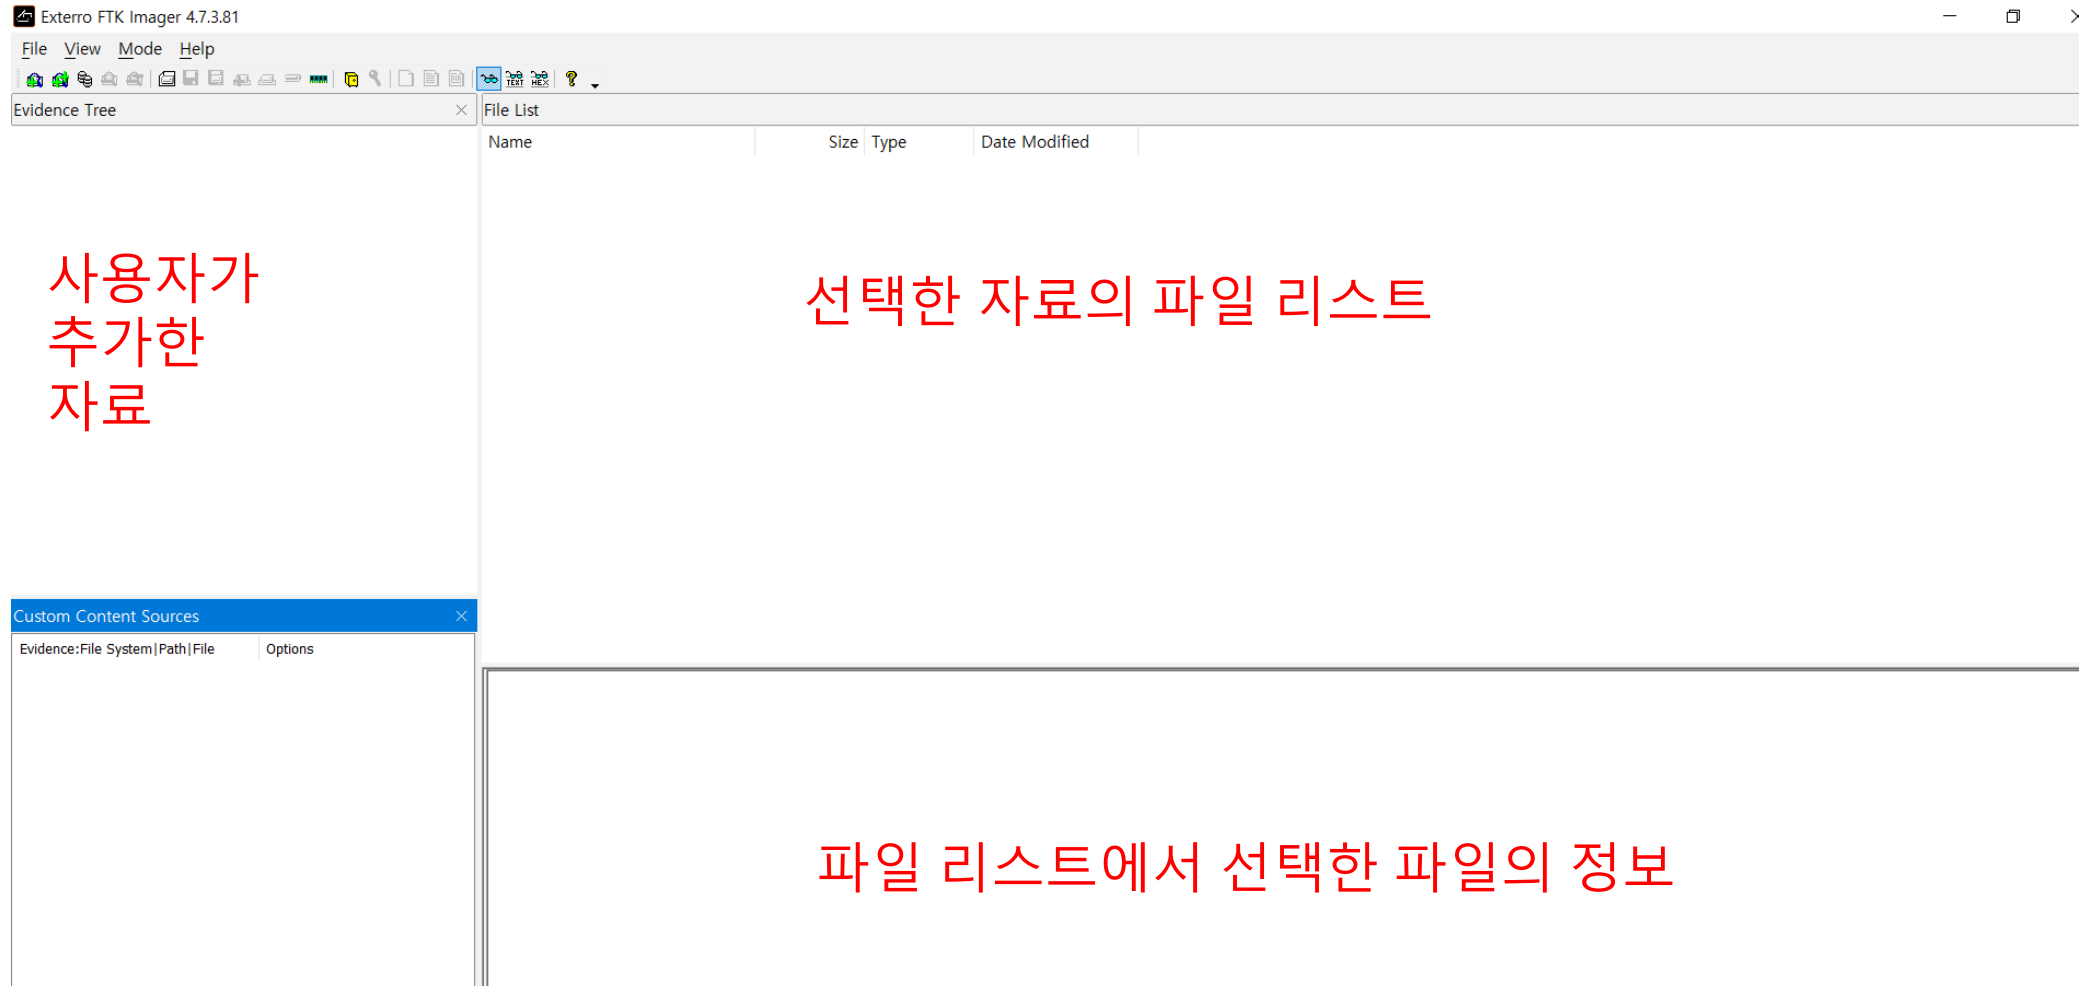 Exterro FTK Imager 4.7.3.81
File View Mode Help
TEXT HEX
Evidence Tree
File List
Name Size Type Date Modified
사용자가
추가한
자료
선택한 자료의 파일 리스트
Custom Content Sources
Evidence:File System|Path|File Options
파일 리스트에서 선택한 파일의 정보